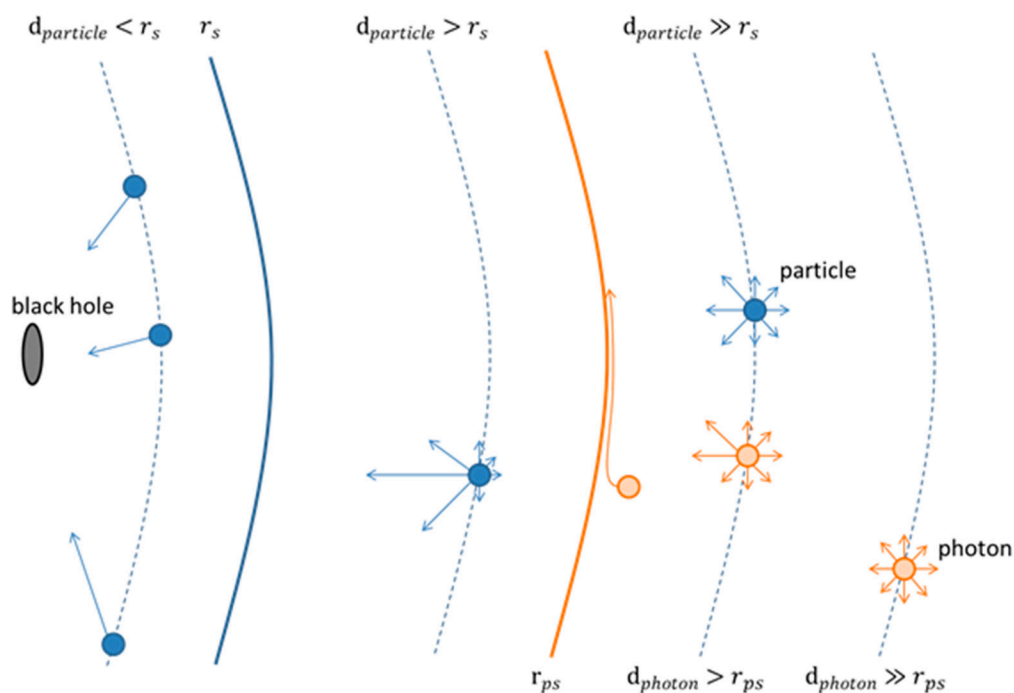 d_particle < r_s
r_s
d_particle > r_s
d_particle ≫ r_s
particle
black hole
photon
r_ps
d_photon > r_ps
d_photon ≫ r_ps